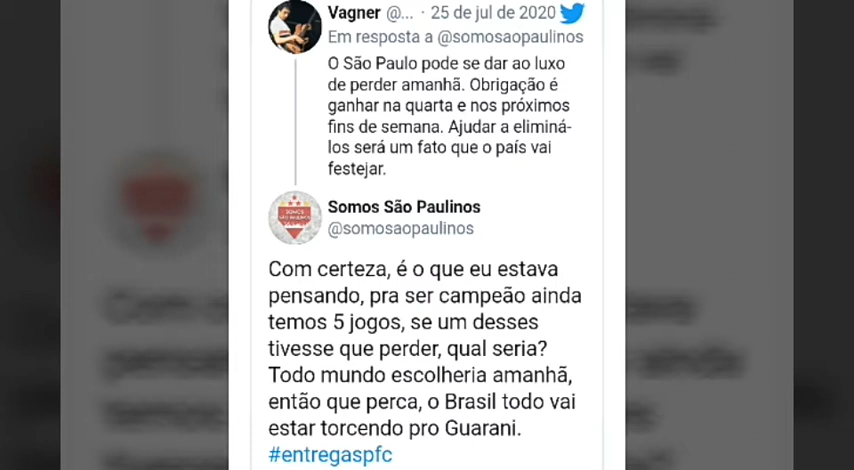 Vagner @... · 25 de jul de 2020
Em resposta a @somosaopaulinos
O São Paulo pode se dar ao luxo
de perder amanhã. Obrigação é
ganhar na quarta e nos próximos
fins de semana. Ajudar a eliminá-
los será um fato que o país vai
festejar.
Somos São Paulinos
@somosaopaulinos
Com certeza, é o que eu estava
pensando, pra ser campeão ainda
temos 5 jogos, se um desses
tivesse que perder, qual seria?
Todo mundo escolheria amanhã,
então que perca, o Brasil todo vai
estar torcendo pro Guarani.
#entregaspfc